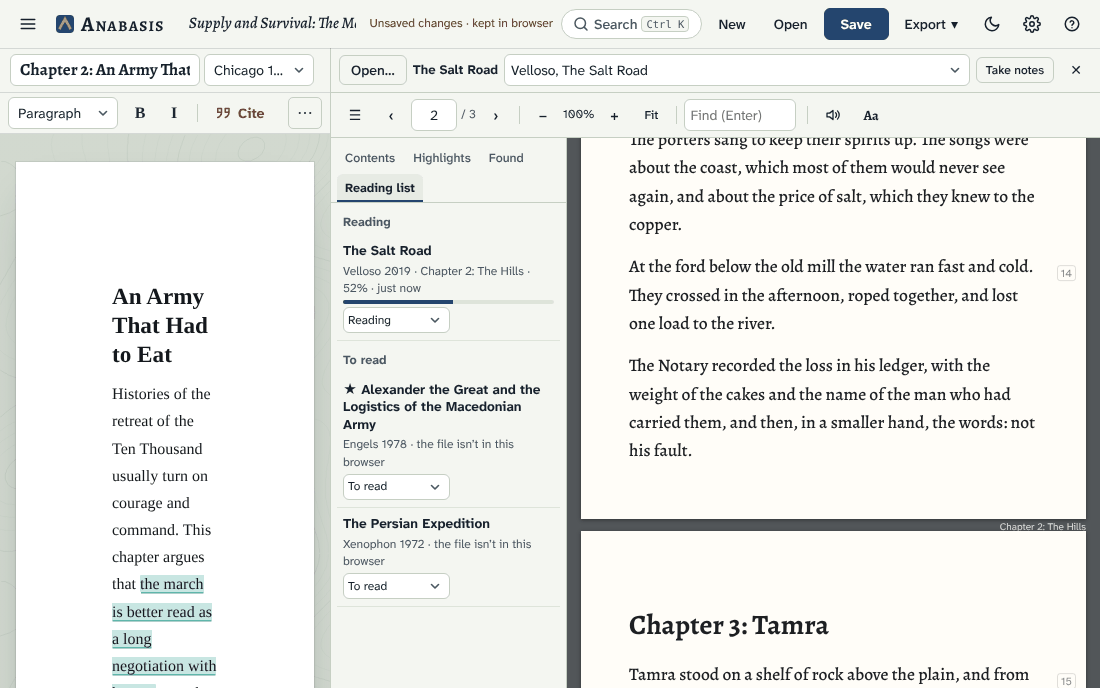 ANABASIS
Supply and Survival: The M
Unsaved changes · kept in browser
Search Ctrl K
New
Open
Save
Export ▾
Chapter 2: An Army That
Chicago 1...
Open...
The Salt Road
Velloso, The Salt Road
Take notes
✕
Paragraph
B
I
Cite
...
☰
‹
2
/ 3
›
−
100%
+
Fit
Find (Enter)
Aa
An Army
That Had
to Eat
Histories of the
retreat of the
Ten Thousand
usually turn on
courage and
command. This
chapter argues
that the march
is better read as
a long
negotiation with
Contents
Highlights
Found
Reading list
Reading
The Salt Road
Velloso 2019 · Chapter 2: The Hills ·
52% · just now
Reading
To read
★ Alexander the Great and the
Logistics of the Macedonian
Army
Engels 1978 · the file isn't in this
browser
To read
The Persian Expedition
Xenophon 1972 · the file isn't in this
browser
To read
The porters sang to keep their spirits up. The songs were
about the coast, which most of them would never see
again, and about the price of salt, which they knew to the
copper.
At the ford below the old mill the water ran fast and cold.
14
They crossed in the afternoon, roped together, and lost
one load to the river.
The Notary recorded the loss in his ledger, with the
weight of the cakes and the name of the man who had
carried them, and then, in a smaller hand, the words: not
his fault.
Chapter 2: The Hills
Chapter 3: Tamra
Tamra stood on a shelf of rock above the plain, and from
15